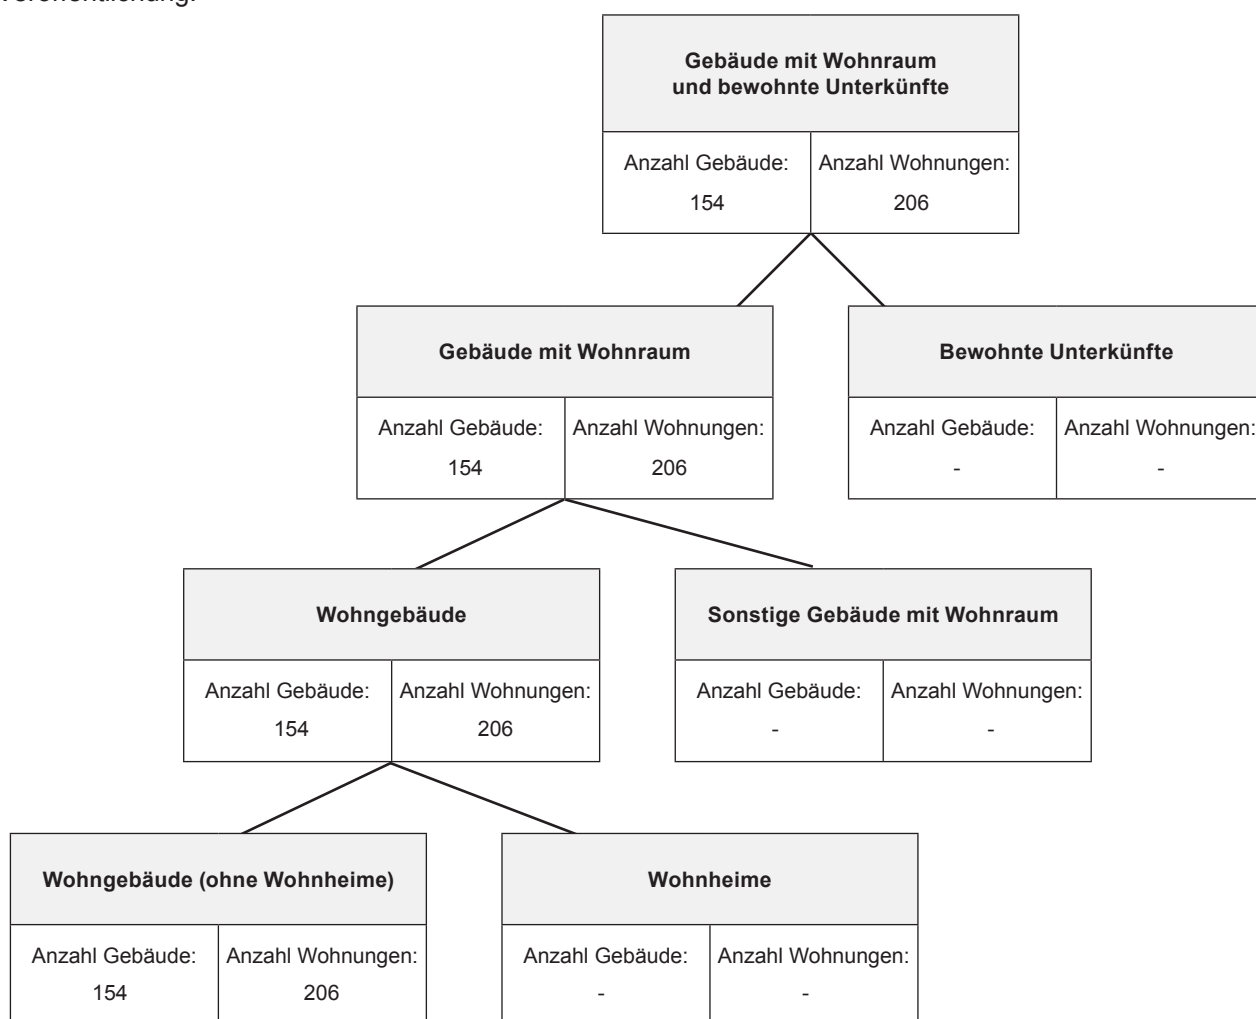 Gebäude mit Wohnraum
und bewohnte Unterkünfte
Anzahl Gebäude: Anzahl Wohnungen:
154 206
Gebäude mit Wohnraum Bewohnte Unterkünfte
Anzahl Gebäude: Anzahl Wohnungen: Anzahl Gebäude: Anzahl Wohnungen:
154 206 - -
Wohngebäude Sonstige Gebäude mit Wohnraum
Anzahl Gebäude: Anzahl Wohnungen: Anzahl Gebäude: Anzahl Wohnungen:
154 206 - -
Wohngebäude (ohne Wohnheime) Wohnheime
Anzahl Gebäude: Anzahl Wohnungen: Anzahl Gebäude: Anzahl Wohnungen:
154 206 - -